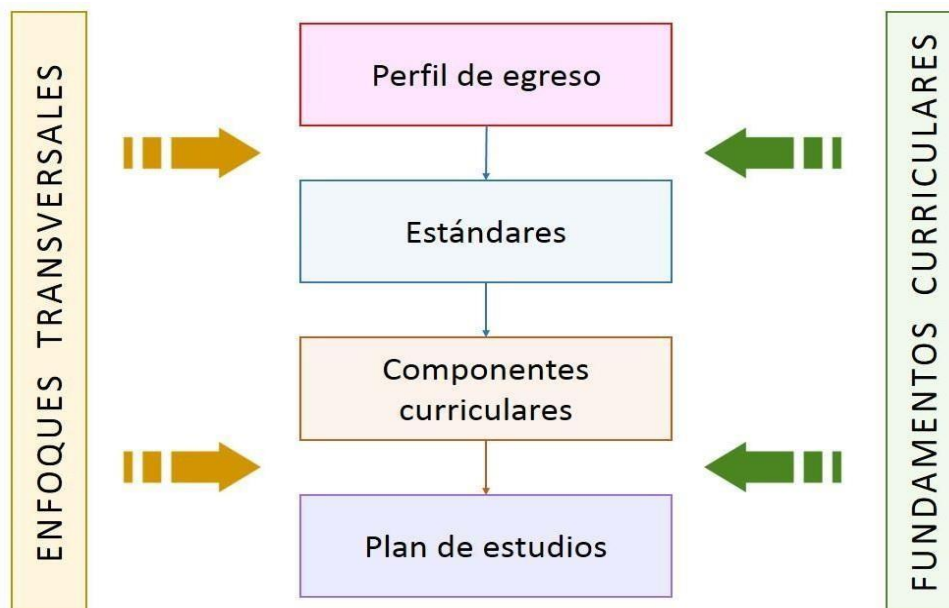 ENFOQUES TRANSVERSALES
Perfil de egreso
Estándares
Componentes
curriculares
Plan de estudios
FUNDAMENTOS CURRICULARES